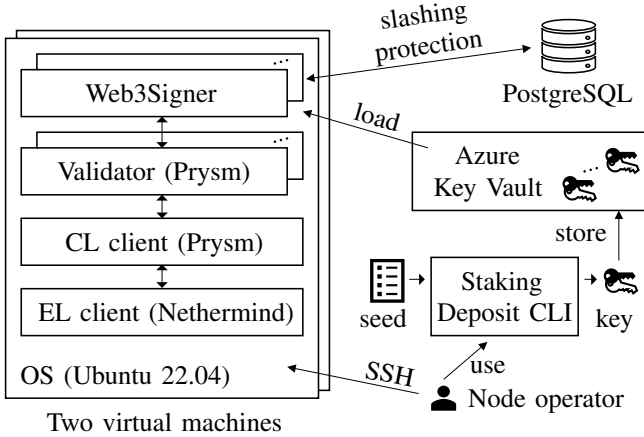 slashing
protection
PostgreSQL
...
Web3Signer
load
...
Validator (Prysm)
Azure
Key Vault
...
CL client (Prysm)
store
EL client (Nethermind)
seed
Staking
Deposit CLI
key
OS (Ubuntu 22.04)
SSH
use
Node operator
Two virtual machines